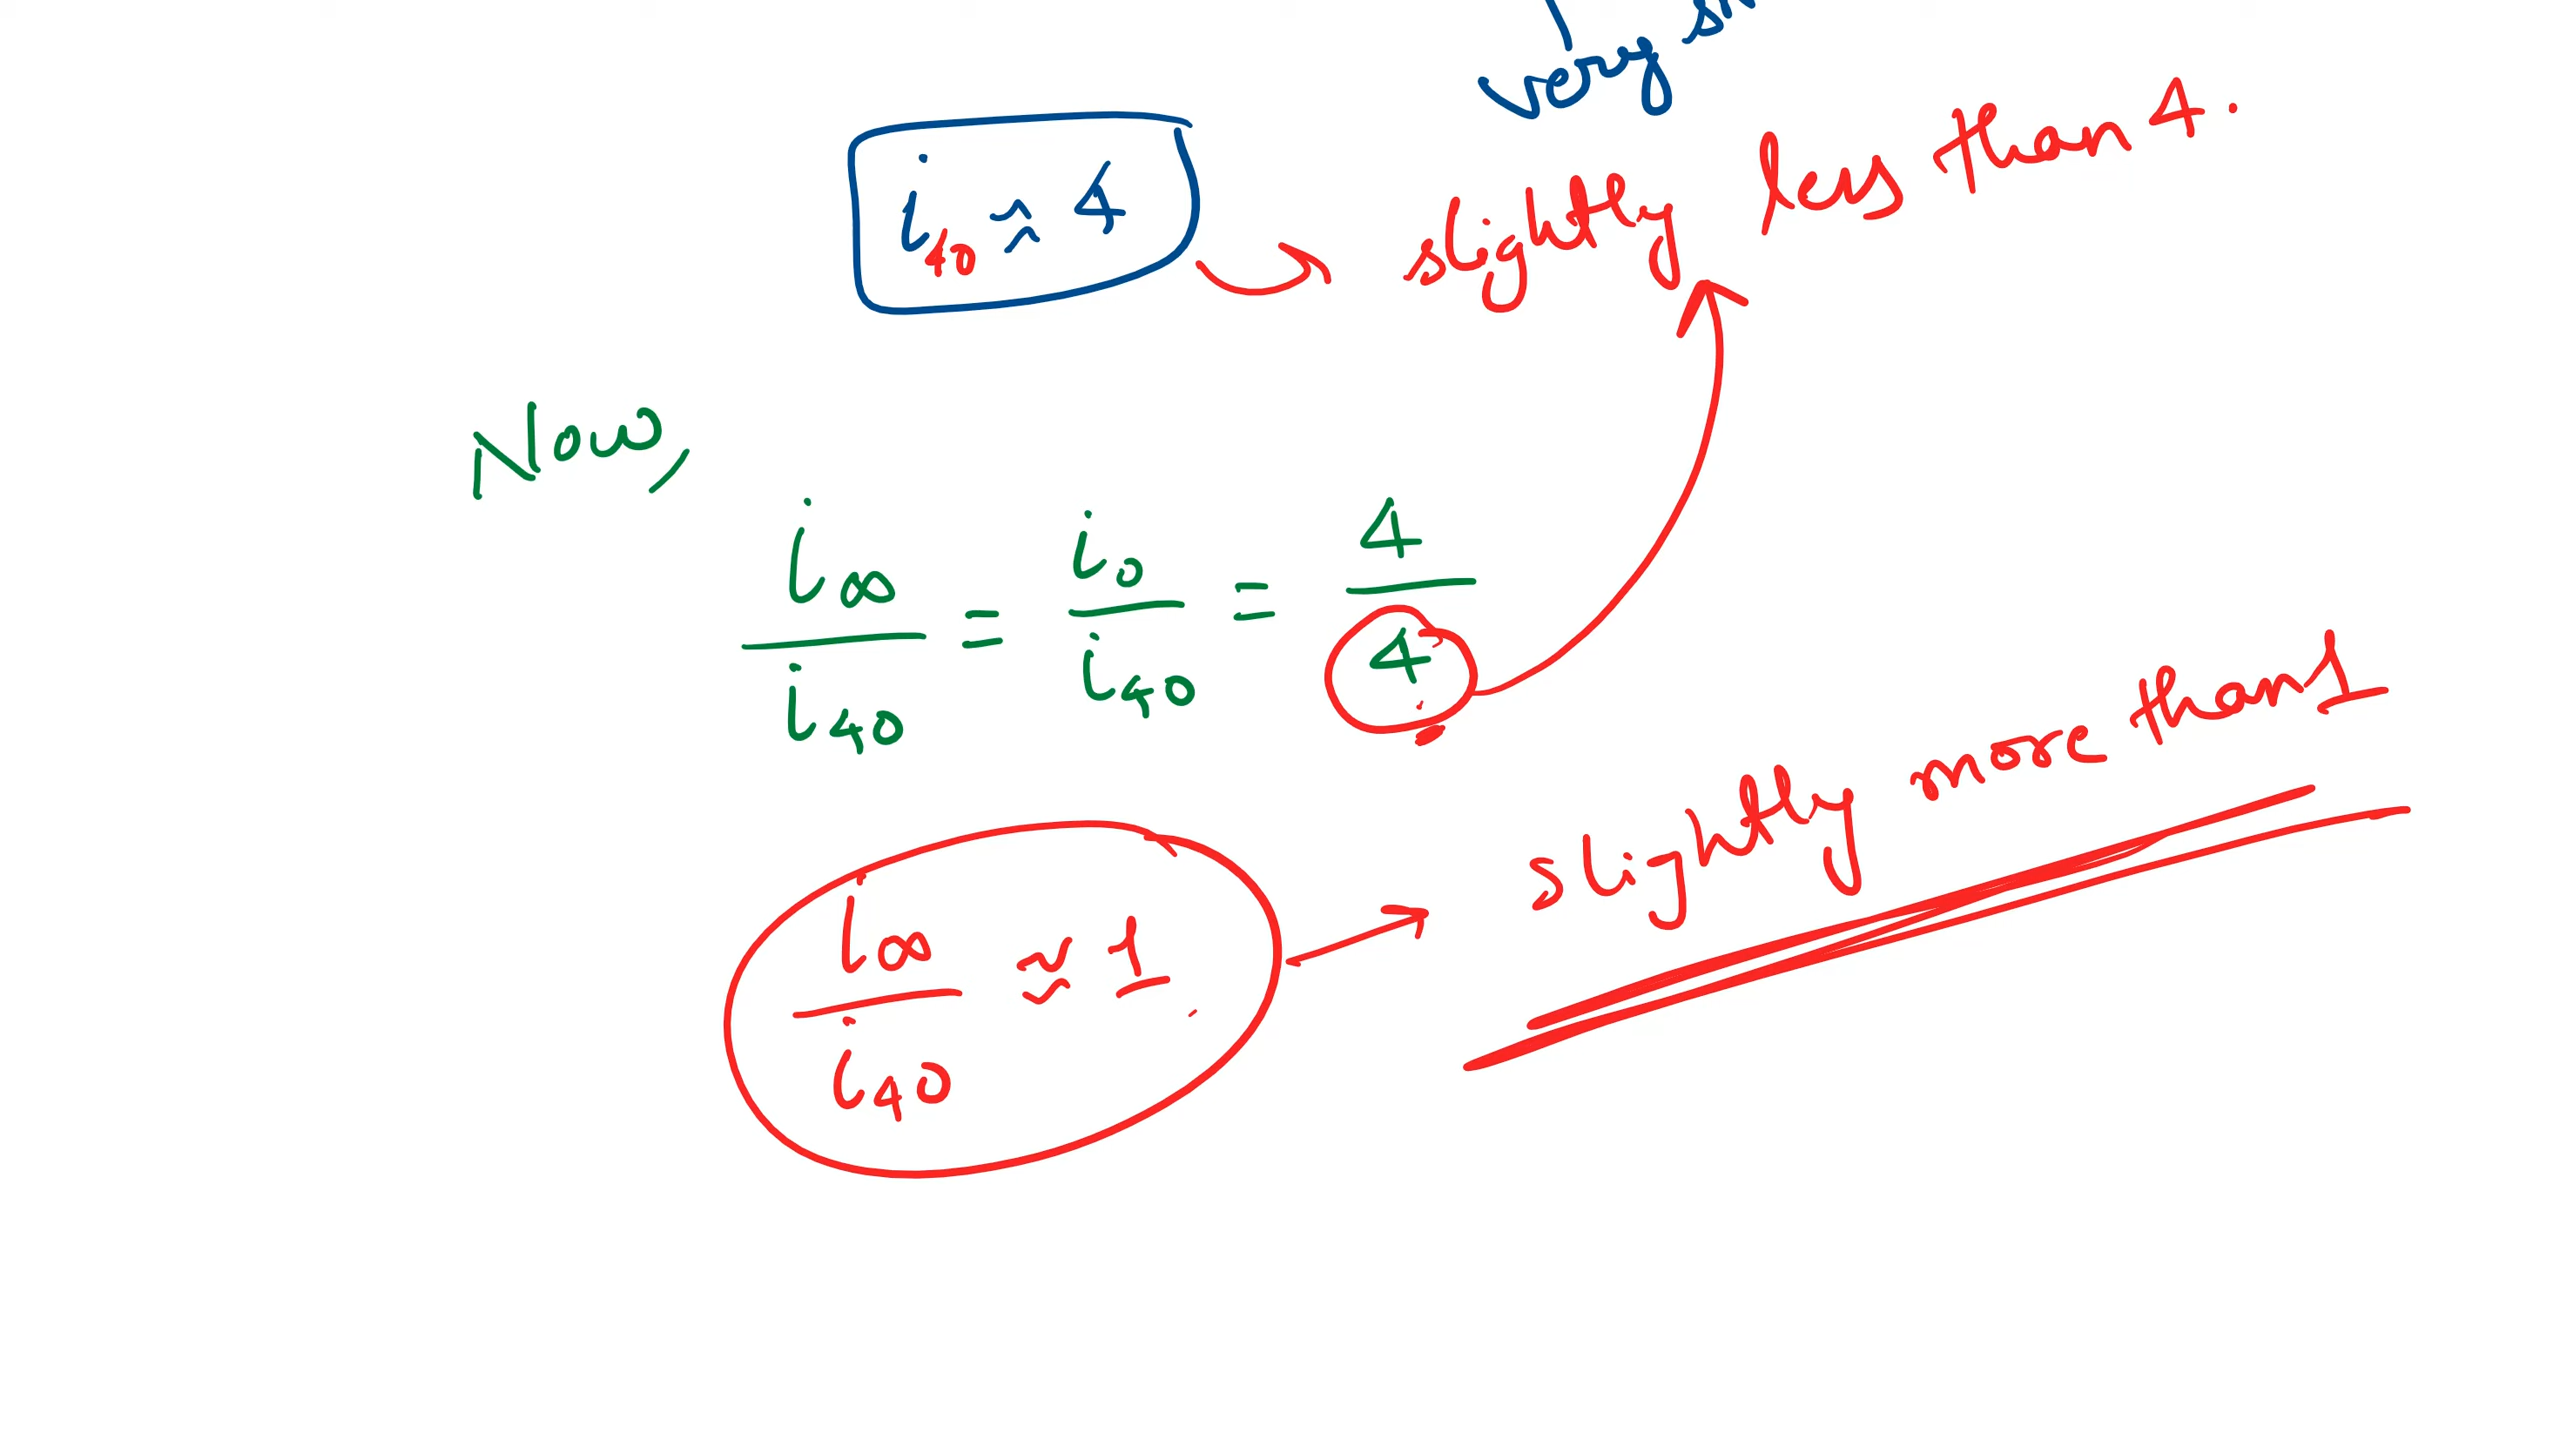 very
i₄₀ ≈ 4
slightly less than 4.
Now,
i∞/i₄₀ = i₀/i₄₀ = 4/4
i∞/i₄₀ ≈ 1
slightly more than 1